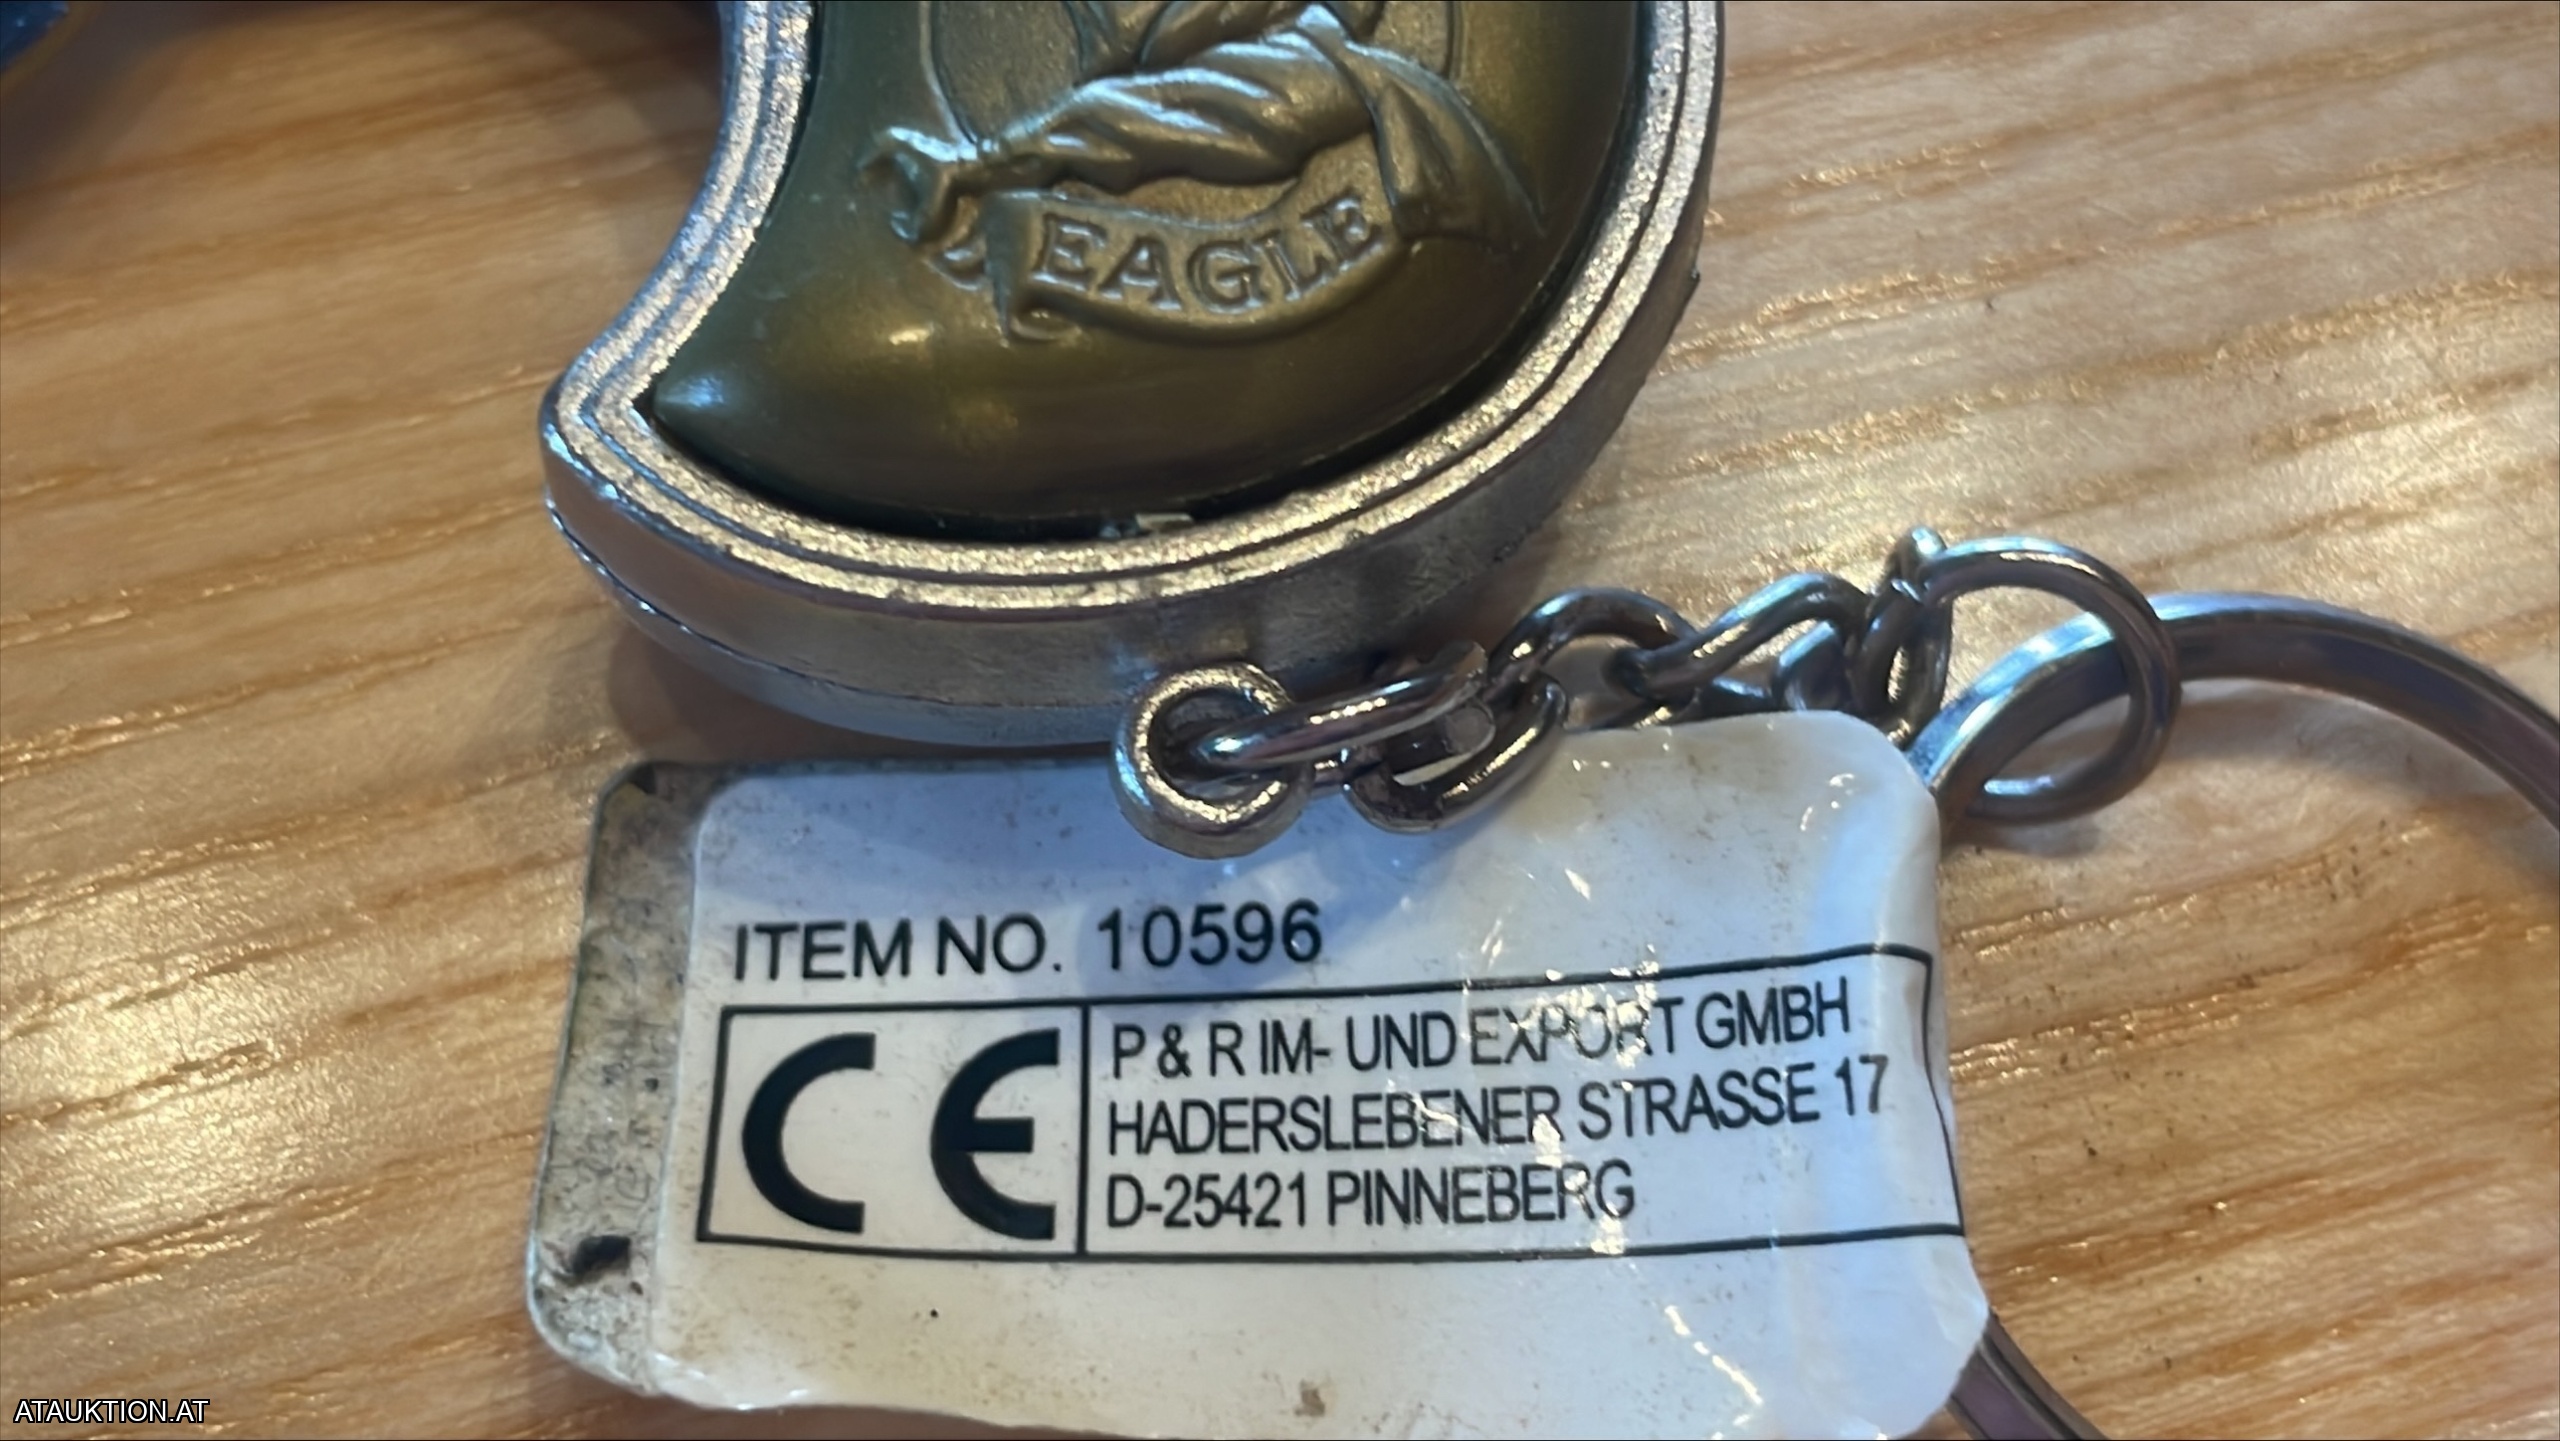 EAGLE
ITEM NO. 10596
CE
P & R IM- UND EXPORT GMBH
HADERSLEBENER STRASSE 17
D-25421 PINNEBERG
ATAUKTION.AT